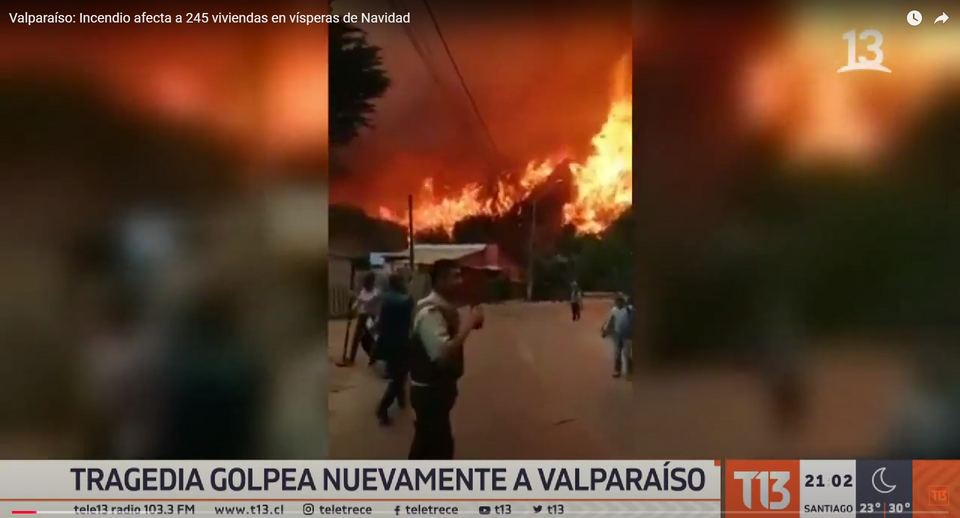 Valparaíso: Incendio afecta a 245 viviendas en vísperas de Navidad
13
TRAGEDIA GOLPEA NUEVAMENTE A VALPARAÍSO
tele13 radio 103.3 FM www.t13.cl teletrece teletrece t13 t13
T13
21 02
SANTIAGO
23° 30°
T13